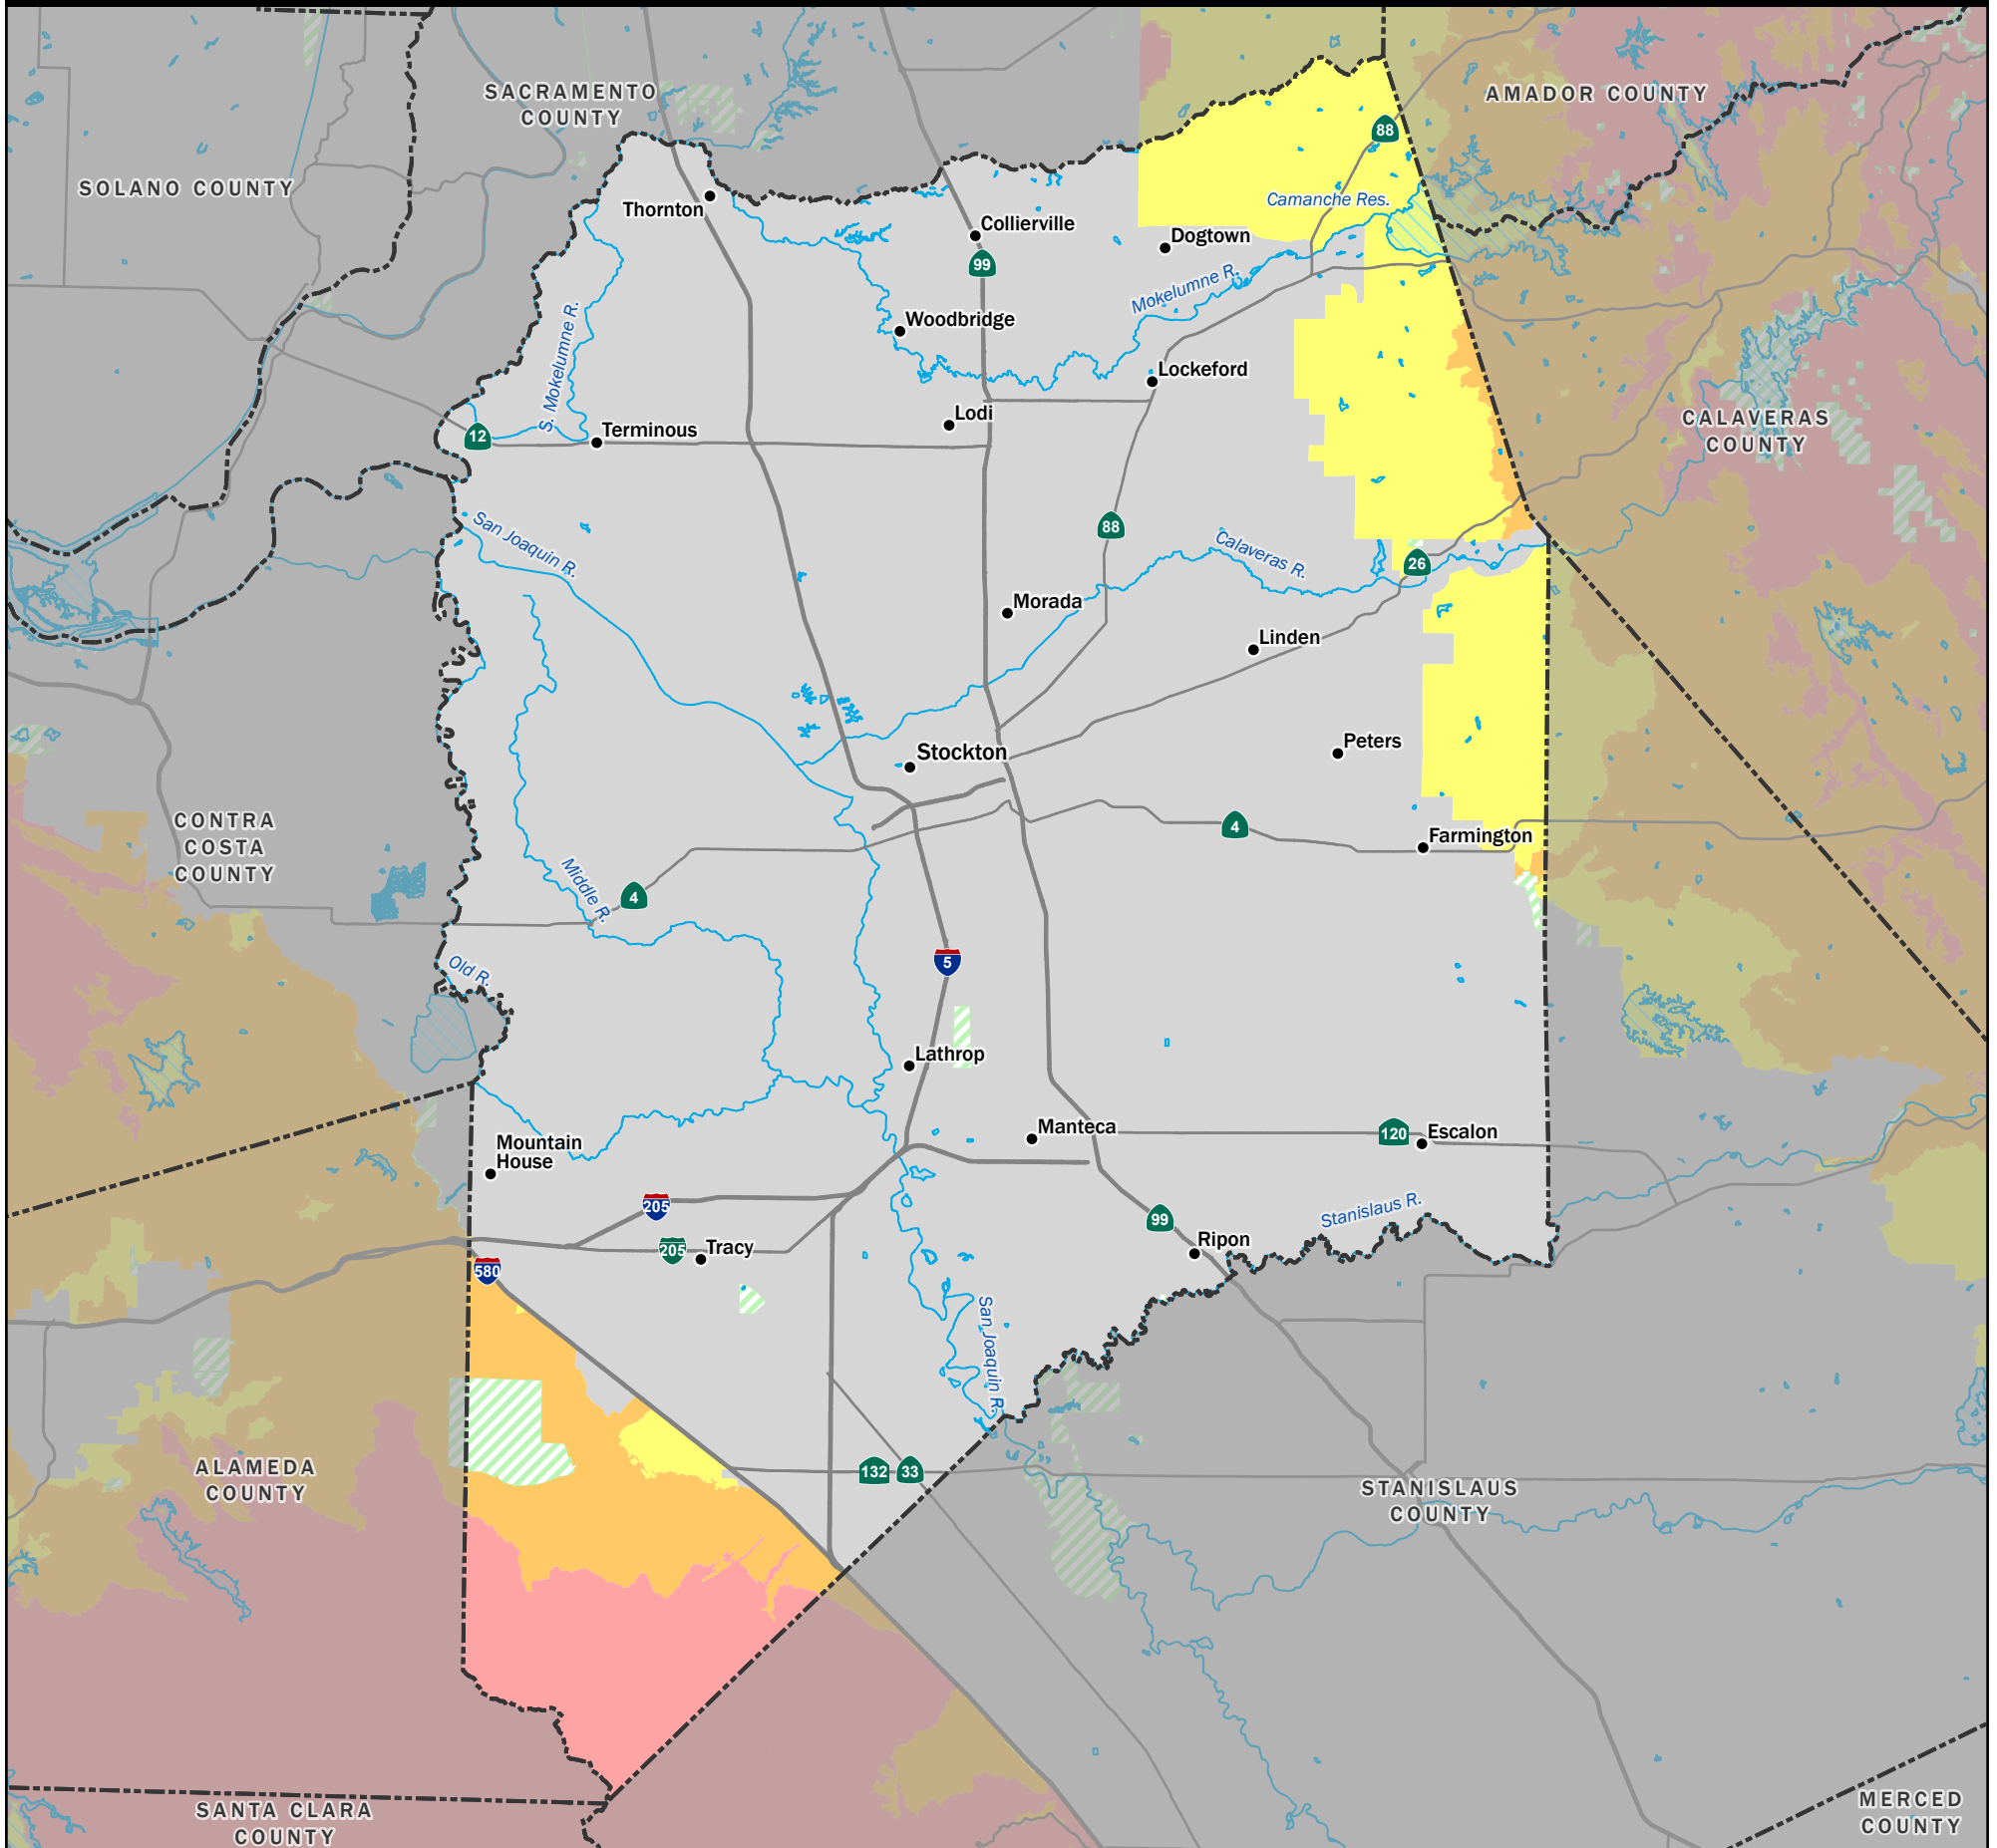 SACRAMENTO
COUNTY
AMADOR COUNTY
88
SOLANO COUNTY
Thornton
Camanche Res.
Collierville
Dogtown
99
Mokelumne R.
Woodbridge
S. Mokelumne R.
Lockeford
Lodi
CALAVERAS
COUNTY
12
Terminous
San Joaquin R.
88
Calaveras R.
26
Morada
Linden
Stockton
Peters
CONTRA
COSTA
COUNTY
4
Farmington
Middle R.
4
Old R.
5
Lathrop
Manteca
120
Escalon
Mountain
House
205
Stanislaus R.
99
Ripon
205
Tracy
580
San Joaquin R.
ALAMEDA
COUNTY
132
33
STANISLAUS
COUNTY
SANTA CLARA
COUNTY
MERCED
COUNTY